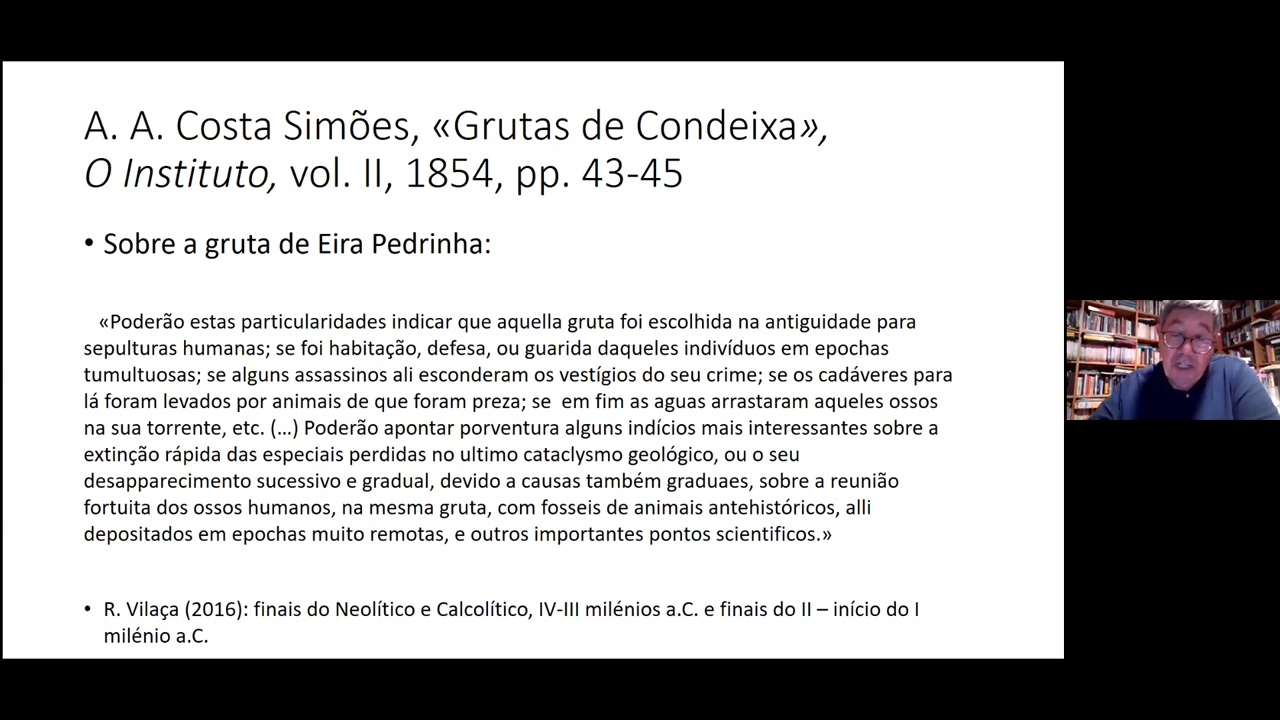 A. A. Costa Simões, «Grutas de Condeixa»,
O Instituto, vol. II, 1854, pp. 43-45
• Sobre a gruta de Eira Pedrinha:
«Poderão estas particularidades indicar que aquella gruta foi escolhida na antiguidade para
sepulturas humanas; se foi habitação, defesa, ou guarida daqueles indivíduos em epochas
tumultuosas; se alguns assassinos ali esconderam os vestígios do seu crime; se os cadáveres para
lá foram levados por animais de que foram preza; se em fim as aguas arrastaram aqueles ossos
na sua torrente, etc. (…) Poderão apontar porventura alguns indícios mais interessantes sobre a
extinção rápida das especiais perdidas no ultimo cataclysmo geológico, ou o seu
desapparecimento sucessivo e gradual, devido a causas também graduaes, sobre a reunião
fortuita dos ossos humanos, na mesma gruta, com fosseis de animais antehistóricos, alli
depositados em epochas muito remotas, e outros importantes pontos scientificos.»
• R. Vilaça (2016): finais do Neolítico e Calcolítico, IV-III milénios a.C. e finais do II – início do I
milénio a.C.